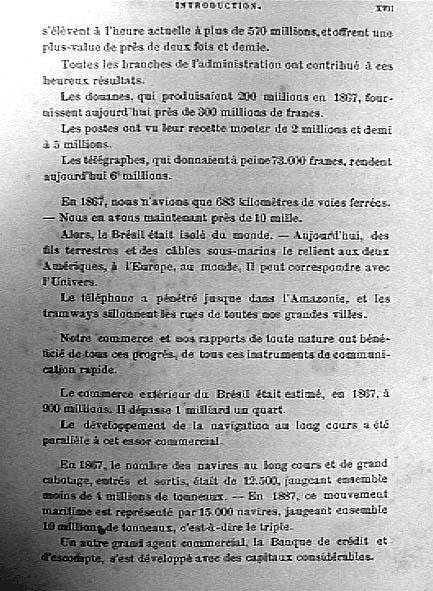 INTRODUCTION. XVII
s'élèvent à l'heure actuelle à plus de 570 millions, et offrent une
plus-value de près de deux fois et demie.
Toutes les branches de l'administration ont contribué à ces
heureux résultats.
Les douanes, qui produisaient 200 millions en 1867, four-
nissent aujourd'hui près de 300 millions de francs.
Les postes ont vu leur recette monter de 2 millions et demi
à 5 millions.
Les télégraphes, qui donnaient à peine 73.000 francs, rendent
aujourd'hui 6 millions.
En 1867, nous n'avions que 683 kilomètres de voies ferrées.
— Nous en avons maintenant près de 10 mille.
Alors, le Brésil était isolé du monde. — Aujourd'hui, des
fils terrestres et des câbles sous-marins le relient aux deux
Amériques, à l'Europe, au monde, Il peut correspondre avec
l'Univers.
Le téléphone a pénétré jusque dans l'Amazonie, et les
tramways sillonnent les rues de toutes nos grandes villes.
Notre commerce et nos rapports de toute nature ont béné-
ficié de tous ces progrès, de tous ces instruments de communi-
cation rapide.
Le commerce extérieur du Brésil était estimé, en 1867, à
900 millions. Il dépasse 1 milliard un quart.
Le développement de la navigation au long cours a été
parallèle à cet essor commercial
En 1867, le nombre des navires au long cours et de grand
cabotage, entrés et sortis, était de 12.500, jaugeant ensemble
moins de 4 millions de tonneaux. — En 1887, ce mouvement
maritime est représenté par 15.000 navires, jaugeant ensemble
10 millions de tonneaux, c'est-à-dire le triple.
Un autre grand agent commercial, la Banque de crédit et
d'escompte, s'est développé avec des capitaux considérables.